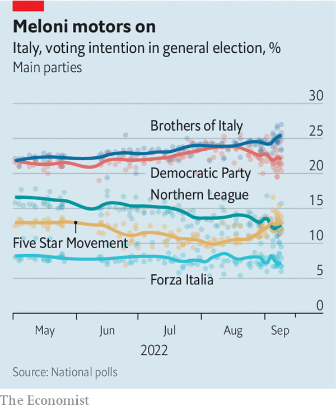 Meloni motors on
Italy, voting intention in general election, %
Main parties
30
Brothers of Italy
25
Democratic Party
20
Northern League
15
Five Star Movement
10
Forza Italia
5
0
May Jun Jul Aug Sep
2022
Source: National polls
The Economist